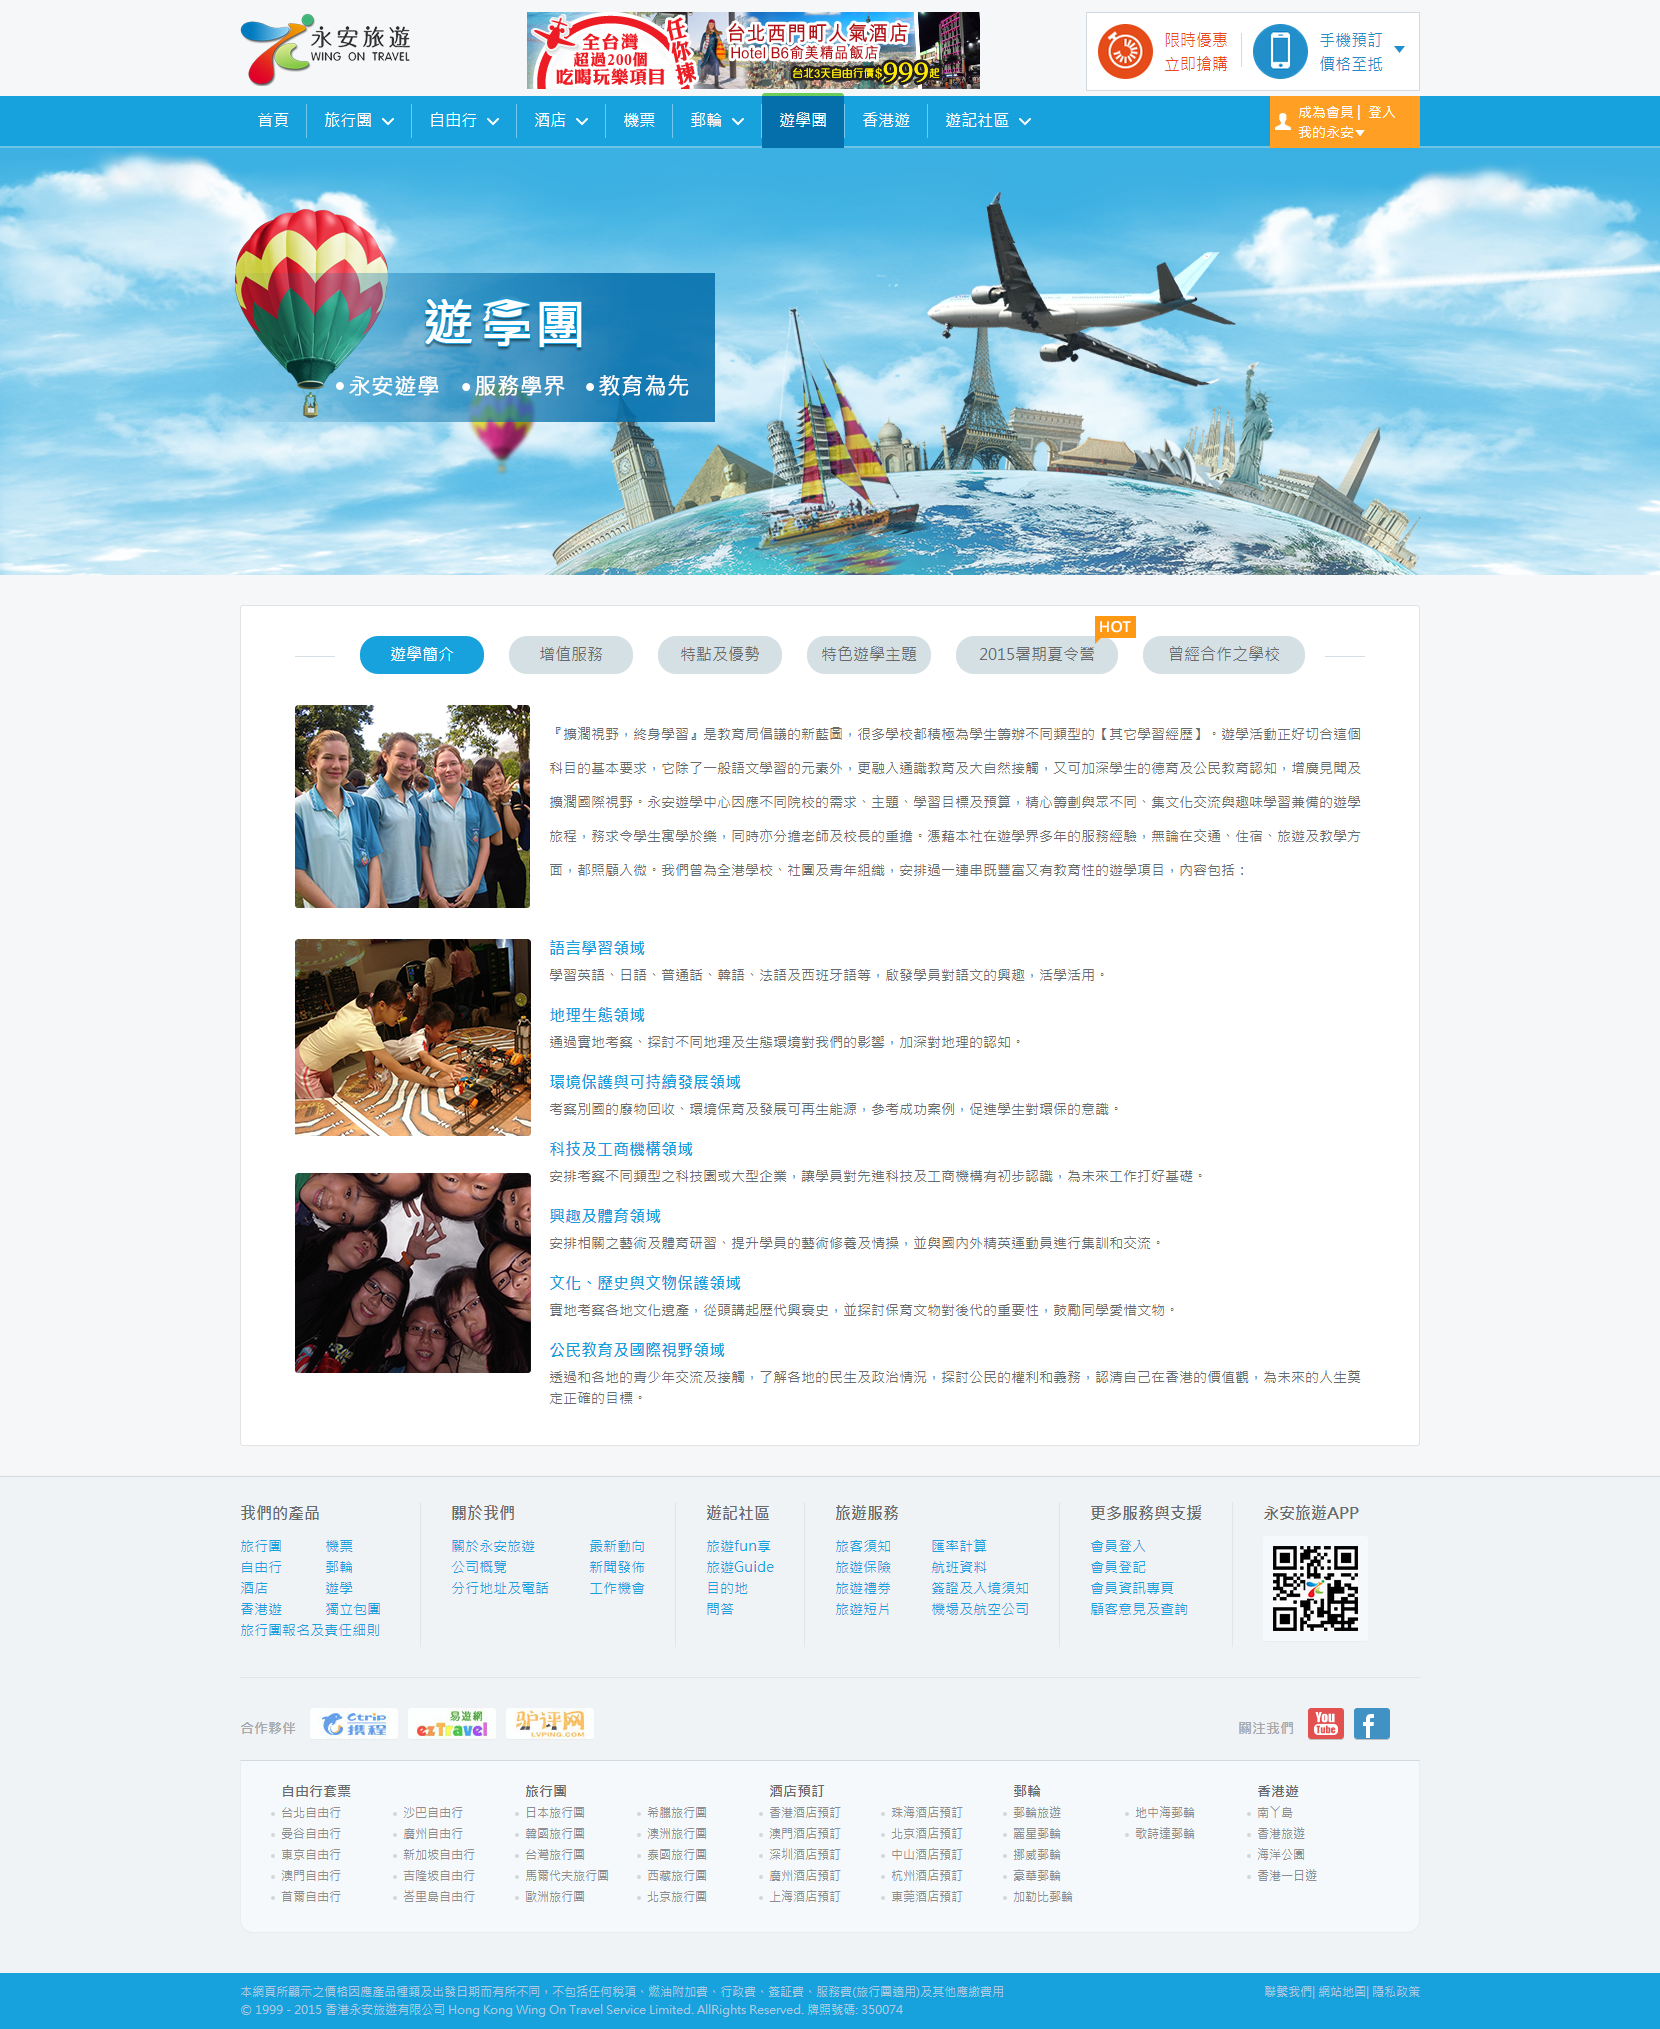 永安旅遊
WING ON TRAVEL
全台灣
超過200個
吃喝玩樂項目
任你揀
台北西門町人氣酒店
Hotel B6俞美精品飯店
台北3天自由行價$999起
限時優惠
立即搶購
手機預訂
價格至抵
首頁 旅行團 自由行 酒店 機票 郵輪 遊學團 香港遊 遊記社區
成為會員 | 登入
我的永安
遊學團
•永安遊學 •服務學界 •教育為先
HOT
遊學簡介 增值服務 特點及優勢 特色遊學主題 2015暑期夏令營 曾經合作之學校
『擴濶視野，終身學習』是教育局倡議的新藍圖，很多學校都積極為學生籌辦不同類型的【其它學習經歷】。遊學活動正好切合這個
科目的基本要求，它除了一般語文學習的元素外，更融入通識教育及大自然接觸，又可加深學生的德育及公民教育認知，增廣見聞及
擴濶國際視野。永安遊學中心因應不同院校的需求、主題、學習目標及預算，精心籌劃與眾不同、集文化交流與趣味學習兼備的遊學
旅程，務求令學生寓學於樂，同時亦分擔老師及校長的重擔。憑藉本社在遊學界多年的服務經驗，無論在交通、住宿、旅遊及教學方
面，都照顧入微。我們曾為全港學校、社團及青年組織，安排過一連串既豐富又有教育性的遊學項目，內容包括：
語言學習領域
學習英語、日語、普通話、韓語、法語及西班牙語等，啟發學員對語文的興趣，活學活用。
地理生態領域
通過實地考察、探討不同地理及生態環境對我們的影響，加深對地理的認知。
環境保護與可持續發展領域
考察別國的廢物回收、環境保育及發展可再生能源，參考成功案例，促進學生對環保的意識。
科技及工商機構領域
安排考察不同類型之科技園或大型企業，讓學員對先進科技及工商機構有初步認識，為未來工作打好基礎。
興趣及體育領域
安排相關之藝術及體育研習、提升學員的藝術修養及情操，並與國內外精英運動員進行集訓和交流。
文化、歷史與文物保護領域
實地考察各地文化遺產，從頭講起歷代興衰史，並探討保育文物對後代的重要性，鼓勵同學愛惜文物。
公民教育及國際視野領域
透過和各地的青少年交流及接觸，了解各地的民生及政治情況，探討公民的權利和義務，認清自己在香港的價值觀，為未來的人生奠
定正確的目標。
我們的產品 關於我們 遊記社區 旅遊服務 更多服務與支援 永安旅遊APP
旅行團 機票 關於永安旅遊 最新動向 旅遊fun享 旅客須知 匯率計算 會員登入
自由行 郵輪 公司概覽 新聞發佈 旅遊Guide 旅遊保險 航班資料 會員登記
酒店 遊學 分行地址及電話 工作機會 目的地 旅遊禮券 簽證及入境須知 會員資訊專頁
香港遊 獨立包團 問答 旅遊短片 機場及航空公司 顧客意見及查詢
旅行團報名及責任細則
合作夥伴 Ctrip 携程 易遊網 ezTravel 驴评网 LVPING.COM 關注我們 You Tube f
自由行套票 旅行團 酒店預訂 郵輪 香港遊
台北自由行 沙巴自由行 日本旅行團 希臘旅行團 香港酒店預訂 珠海酒店預訂 郵輪旅遊 地中海郵輪 南丫島
曼谷自由行 廣州自由行 韓國旅行團 澳洲旅行團 澳門酒店預訂 北京酒店預訂 麗星郵輪 歌詩達郵輪 香港旅遊
東京自由行 新加坡自由行 台灣旅行團 泰國旅行團 深圳酒店預訂 中山酒店預訂 挪威郵輪 海洋公園
澳門自由行 吉隆坡自由行 馬爾代夫旅行團 西藏旅行團 廣州酒店預訂 杭州酒店預訂 豪華郵輪 香港一日遊
首爾自由行 峇里島自由行 歐洲旅行團 北京旅行團 上海酒店預訂 東莞酒店預訂 加勒比郵輪
本網頁所顯示之價格因應產品種類及出發日期而有所不同，不包括任何稅項、燃油附加費、行政費、簽証費、服務費(旅行團適用)及其他應繳費用 聯繫我們| 網站地圖| 隱私政策
© 1999 - 2015 香港永安旅遊有限公司 Hong Kong Wing On Travel Service Limited. AllRights Reserved. 牌照號碼: 350074